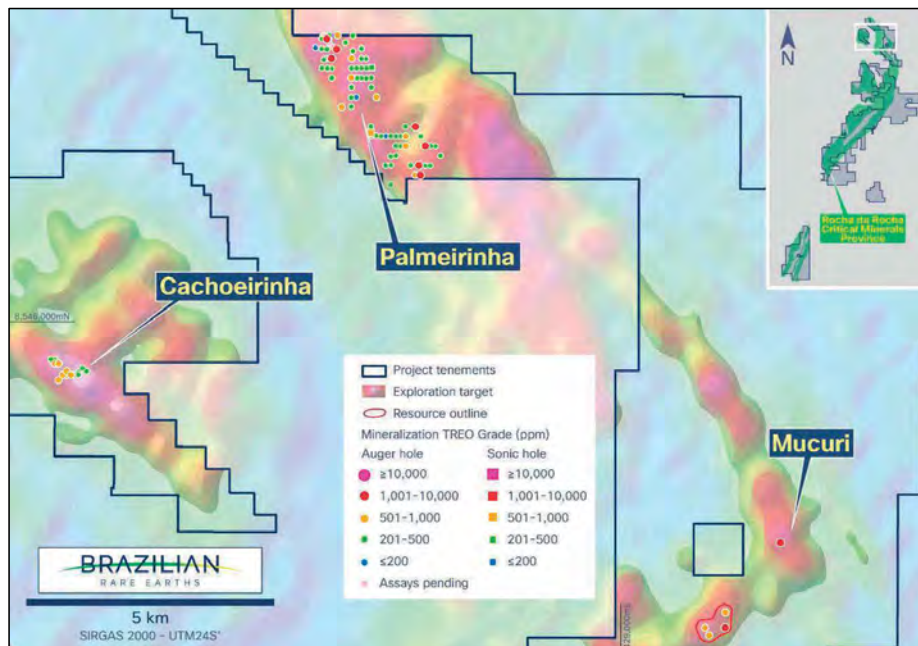 N
Rocha da Rocha
Critical Minerals
Province
Palmeirinha
Cachoeirinha
8,546,000mN
Project tenements
Exploration target
Resource outline
Mineralization TREO Grade (ppm)
Auger hole Sonic hole
≥10,000 ≥10,000
1,001-10,000 1,001-10,000
501-1,000 501-1,000
201-500 201-500
≤200 ≤200
Assays pending
Mucuri
BRAZILIAN
RARE EARTHS
5 km
SIRGAS 2000 - UTM24S"